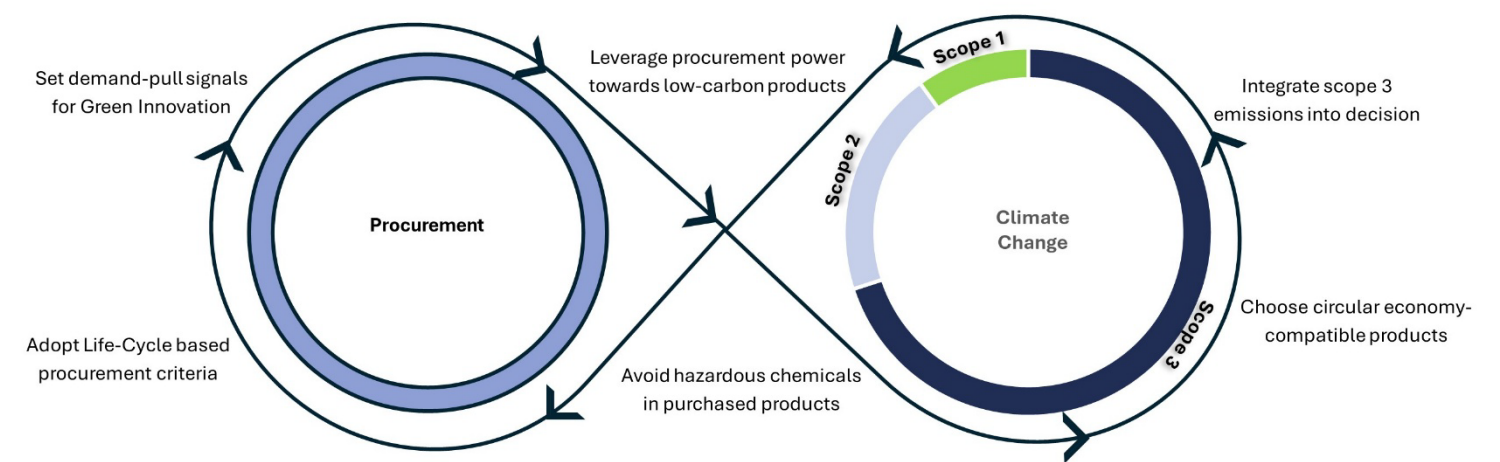 Set demand-pull signals
for Green Innovation
Adopt Life-Cycle based
procurement criteria
Procurement
Leverage procurement power
towards low-carbon products
Avoid hazardous chemicals
in purchased products
Scope 1
Scope 2
Scope 3
Climate
Change
Integrate scope 3
emissions into decision
Choose circular economy-
compatible products